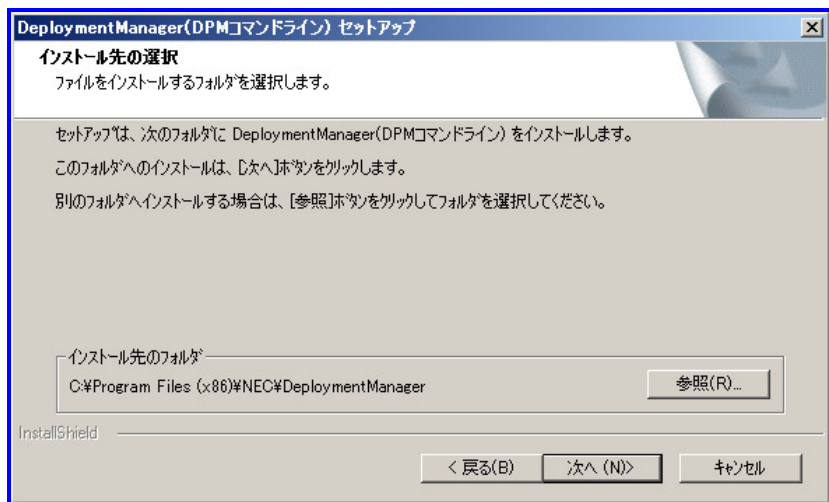 DeploymentManager(DPMコマンドライン) セットアップ
インストール先の選択
ファイルをインストールするフォルダを選択します。
セットアップは、次のフォルダに DeploymentManager(DPMコマンドライン) をインストールします。
このフォルダへのインストールは、[次へ]ボタンをクリックします。
別のフォルダへインストールする場合は、[参照]ボタンをクリックしてフォルダを選択してください。
インストール先のフォルダ
C:¥Program Files (x86)¥NEC¥DeploymentManager
参照(R)...
InstallShield
< 戻る(B)
次へ (N)>
キャンセル